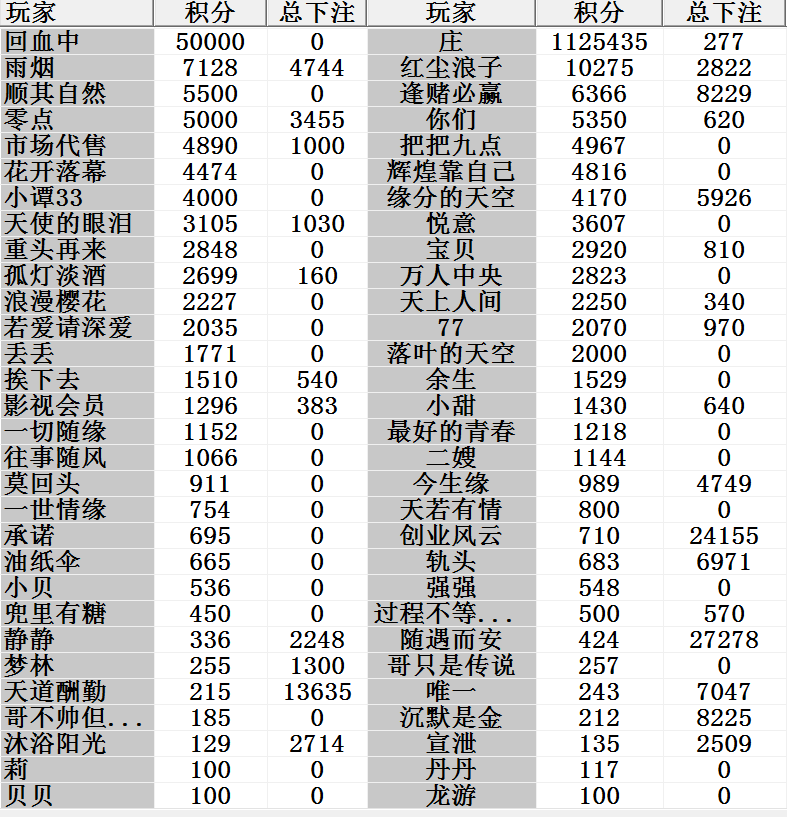 玩家 积分 总下注 玩家 积分 总下注
回血中 50000 0 庄 1125435 277
雨烟 7128 4744 红尘浪子 10275 2822
顺其自然 5500 0 逢赌必赢 6366 8229
零点 5000 3455 你们 5350 620
市场代售 4890 1000 把把九点 4967 0
花开落幕 4474 0 辉煌靠自己 4816 0
小谭33 4000 0 缘分的天空 4170 5926
天使的眼泪 3105 1030 悦意 3607 0
重头再来 2848 0 宝贝 2920 810
孤灯淡酒 2699 160 万人中央 2823 0
浪漫樱花 2227 0 天上人间 2250 340
若爱请深爱 2035 0 77 2070 970
丢丢 1771 0 落叶的天空 2000 0
挨下去 1510 540 余生 1529 0
影视会员 1296 383 小甜 1430 640
一切随缘 1152 0 最好的青春 1218 0
往事随风 1066 0 二嫂 1144 0
莫回头 911 0 今生缘 989 4749
一世情缘 754 0 天若有情 800 0
承诺 695 0 创业风云 710 24155
油纸伞 665 0 轨头 683 6971
小贝 536 0 强强 548 0
兜里有糖 450 0 过程不等... 500 570
静静 336 2248 随遇而安 424 27278
梦林 255 1300 哥只是传说 257 0
天道酬勤 215 13635 唯一 243 7047
哥不帅但... 185 0 沉默是金 212 8225
沐浴阳光 129 2714 宣泄 135 2509
莉 100 0 丹丹 117 0
贝贝 100 0 龙游 100 0